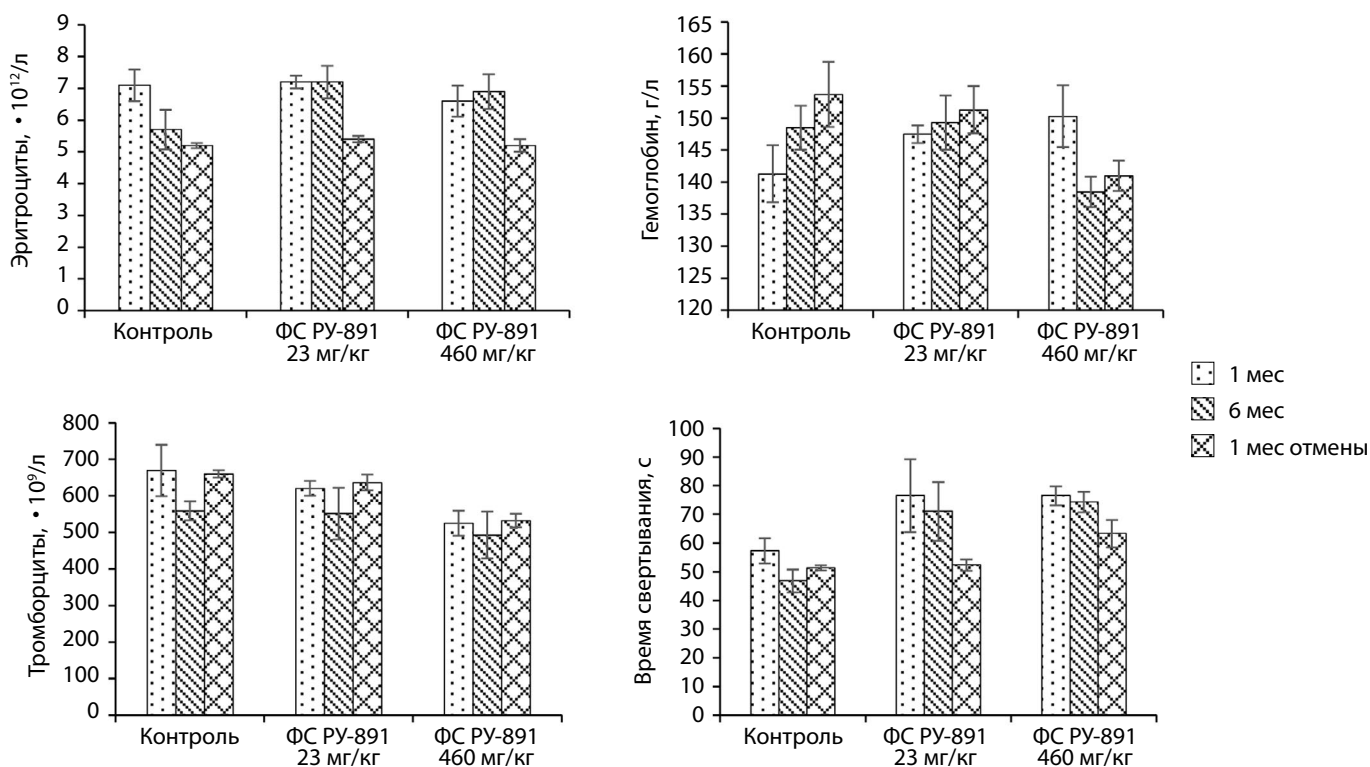 Эритроциты, • 10¹²/л
9
8
7
6
5
4
3
2
1
0
Контроль
ФС РУ-891
23 мг/кг
ФС РУ-891
460 мг/кг
Гемоглобин, г/л
165
160
155
150
145
140
135
130
125
120
Контроль
ФС РУ-891
23 мг/кг
ФС РУ-891
460 мг/кг
1 мес
6 мес
1 мес отмены
Тромборциты, • 10⁹/л
800
700
600
500
400
300
200
100
0
Контроль
ФС РУ-891
23 мг/кг
ФС РУ-891
460 мг/кг
Время свертывания, с
100
90
80
70
60
50
40
30
20
10
0
Контроль
ФС РУ-891
23 мг/кг
ФС РУ-891
460 мг/кг